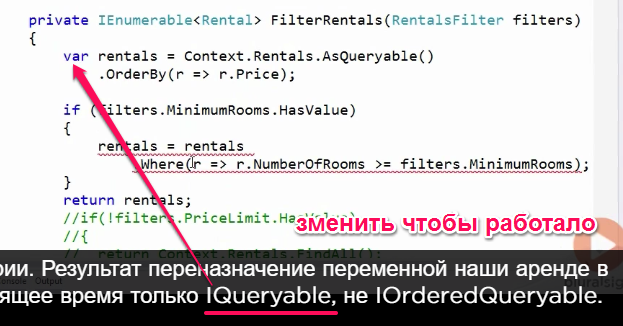 private IEnumerable<Rental> FilterRentals(RentalsFilter filters)
{
var rentals = Context.Rentals.AsQueryable()
.OrderBy(r => r.Price);
if (filters.MinimumRooms.HasValue)
{
rentals = rentals
.Where(r => r.NumberOfRooms >= filters.MinimumRooms);
}
return rentals;
//if(!filters.PriceLimit.HasValue)
зменить чтобы работало
//{
// return Context.Rentals.FindAll();
рии. Результат переназначение переменной наши аренде в
ящее время только IQueryable, не IOrderedQueryable.
Output